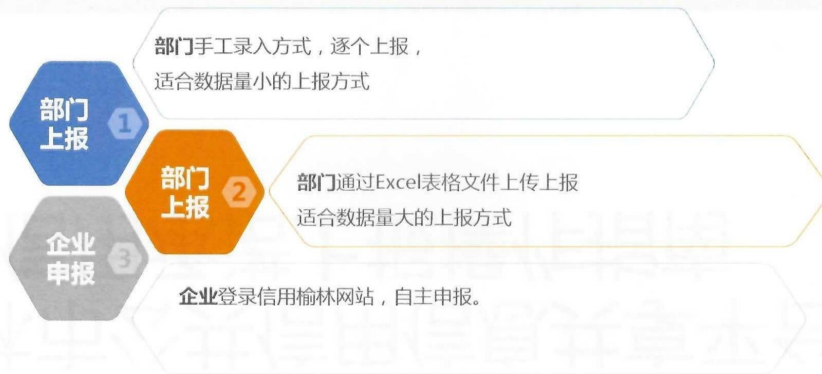 部门手工录入方式，逐个上报，
适合数据量小的上报方式
部门
上报
1
部门
上报
2
部门通过Excel表格文件上传上报
适合数据量大的上报方式
企业
申报
3
企业登录信用榆林网站，自主申报。